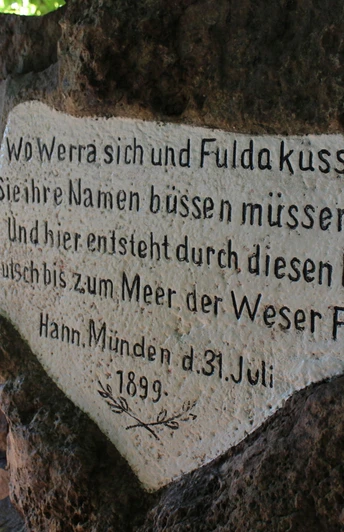 Wo Werra sich und Fulda küss
Sie ihre Namen büssen müssen
Und hier entsteht durch diesen
utsch bis zum Meer der Weser F
Hann. Münden d. 31. Juli
1899.